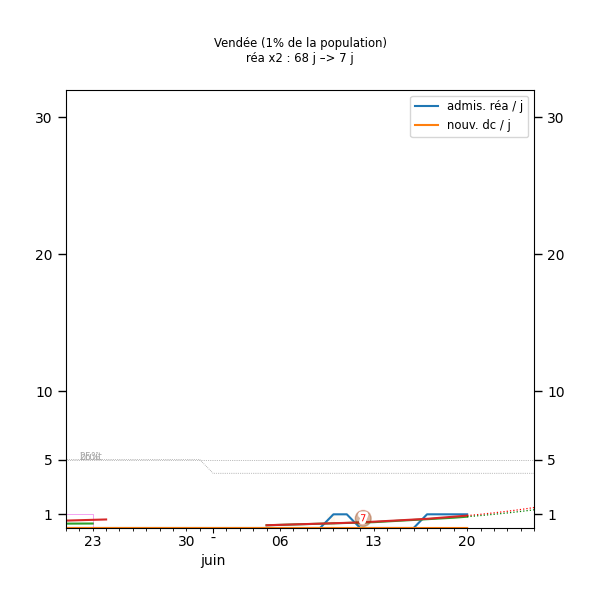 Vendée (1% de la population)
réa x2 : 68 j –> 7 j
admis. réa / j
nouv. dc / j
30 30
20 20
10 10
5 5
1 1
7
23 30 - 06 13 20
juin